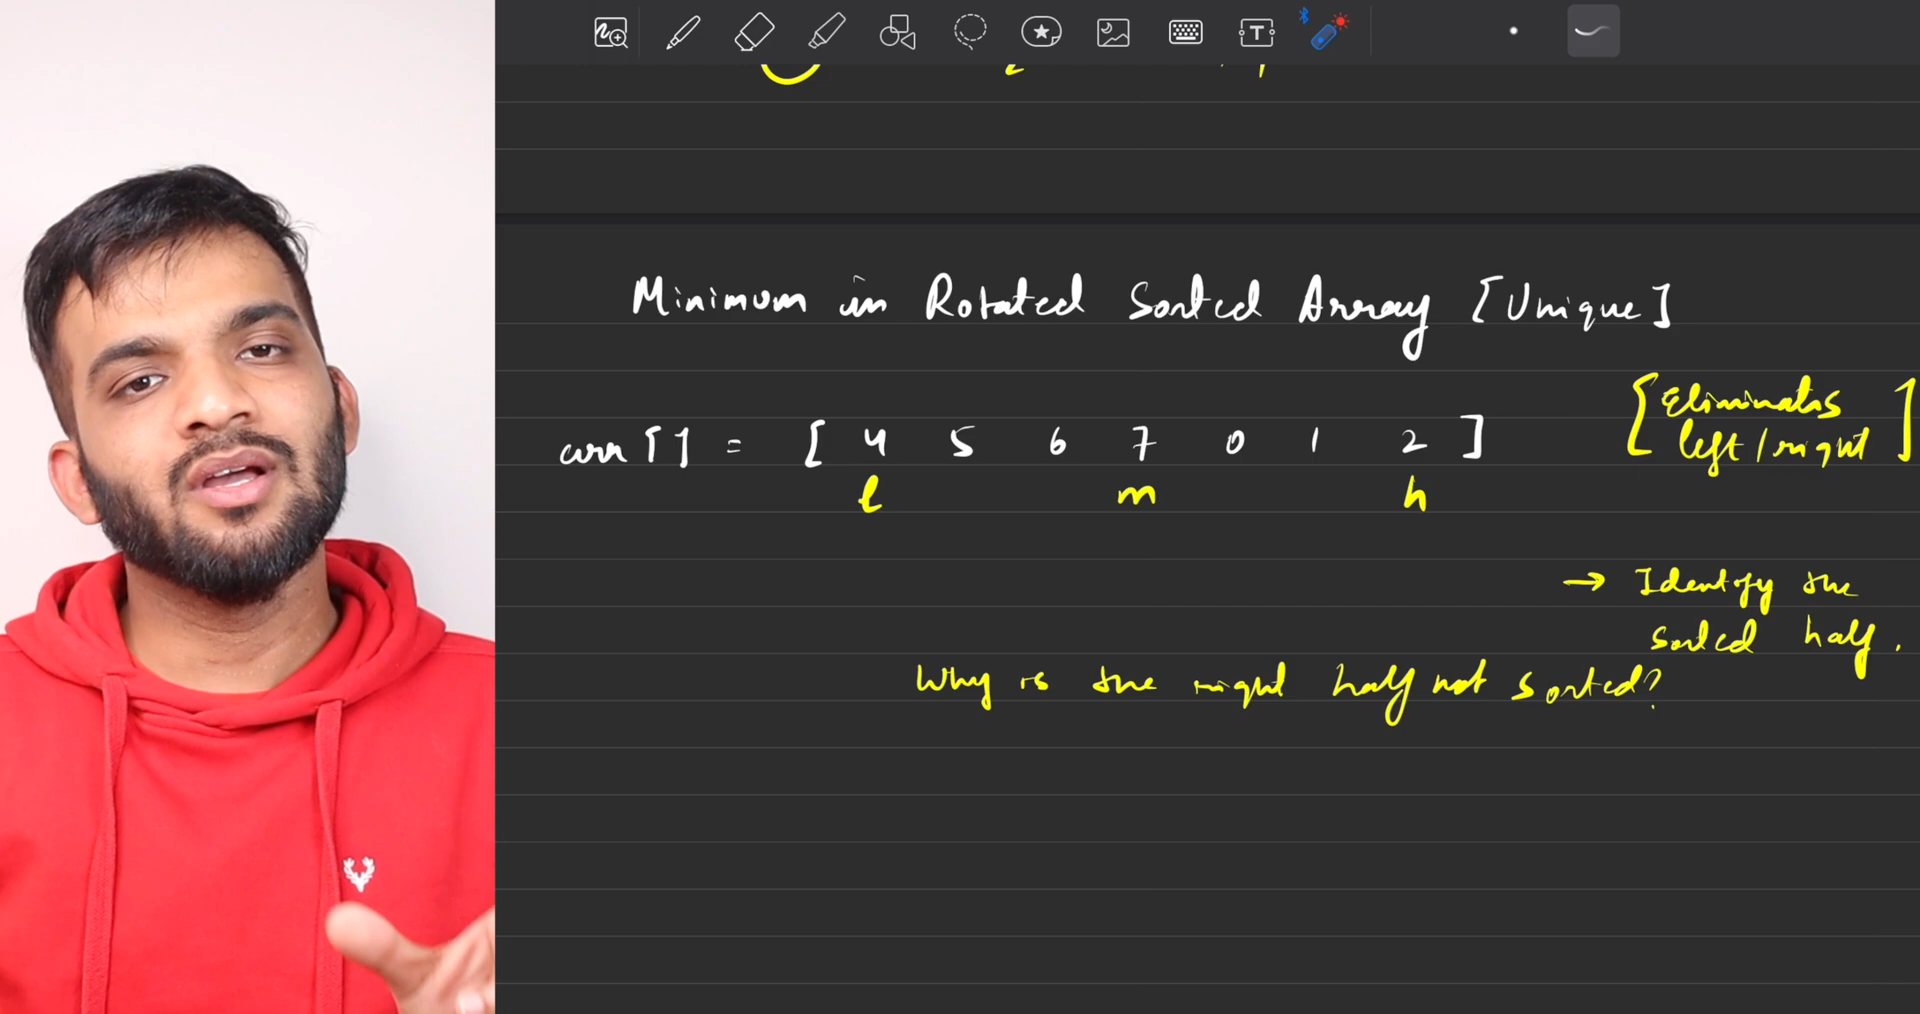 Minimum in Rotated Sorted Array [Unique]
arr[] = [ 4 5 6 7 0 1 2 ]
l m h
[Eliminates
left/right]
→ Identify the
sorted half.
Why is the right half not sorted?